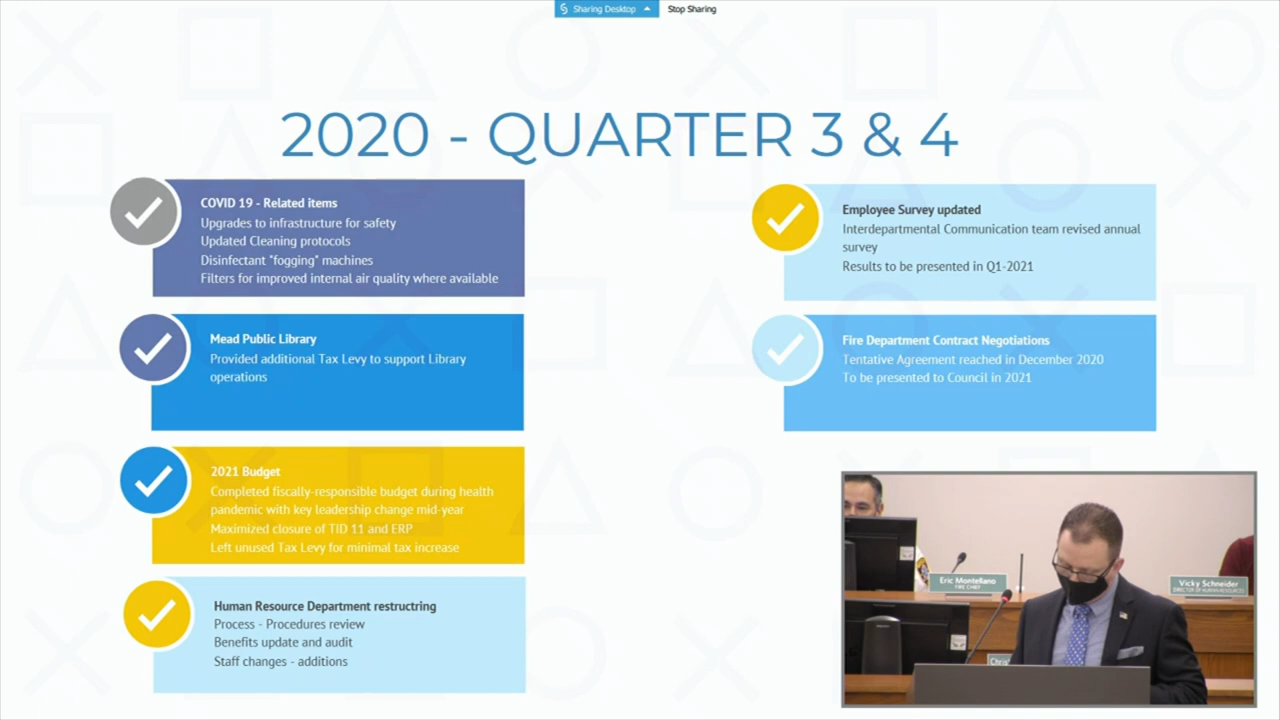 Sharing Desktop Stop Sharing
2020 - QUARTER 3 & 4
COVID 19 - Related items
Upgrades to infrastructure for safety
Updated Cleaning protocols
Disinfectant "fogging" machines
Filters for improved internal air quality where available
Mead Public Library
Provided additional Tax Levy to support Library
operations
2021 Budget
Completed fiscally-responsible budget during health
pandemic with key leadership change mid-year
Maximized closure of TID 11 and ERP
Left unused Tax Levy for minimal tax increase
Human Resource Department restructring
Process - Procedures review
Benefits update and audit
Staff changes - additions
Employee Survey updated
Interdepartmental Communication team revised annual
survey
Results to be presented in Q1-2021
Fire Department Contract Negotiations
Tentative Agreement reached in December 2020
To be presented to Council in 2021
Eric Montellano
FIRE CHIEF
Vicky Schneider
DIRECTOR OF HUMAN RESOURCES